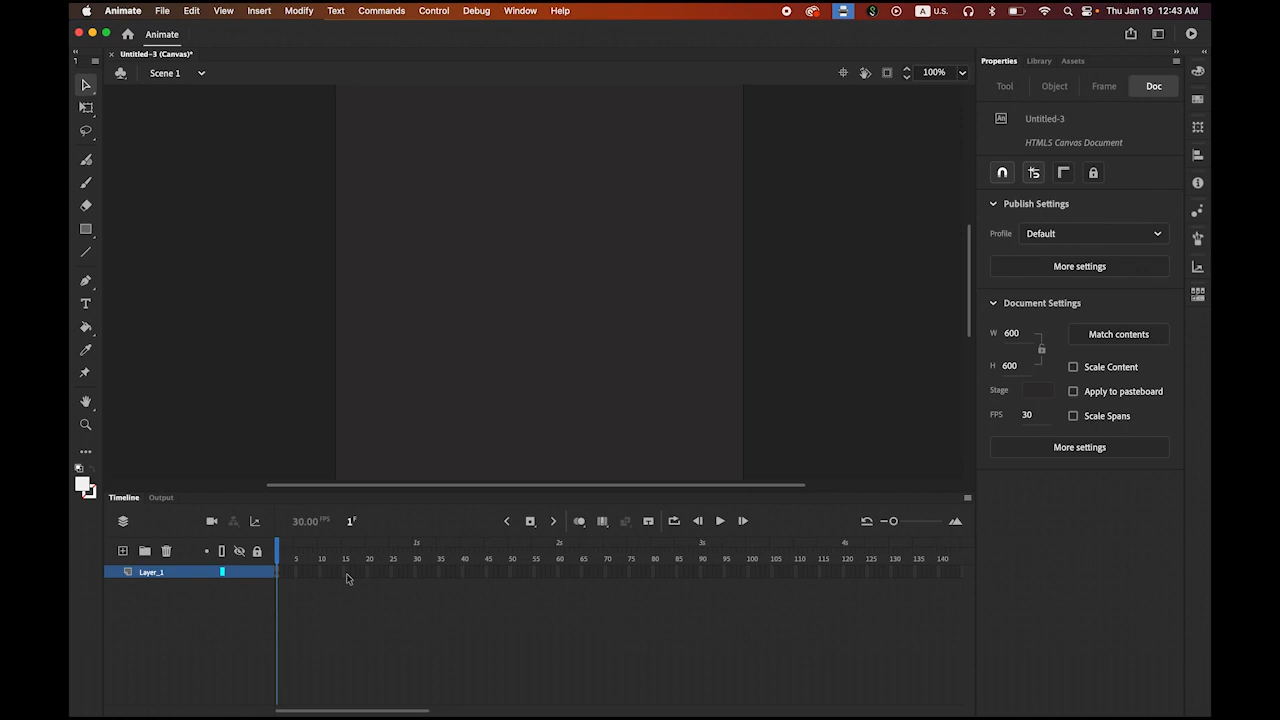 Animate File Edit View Insert Modify Text Commands Control Debug Window Help A U.S. Thu Jan 19 12:43 AM
Animate
Untitled-3 (Canvas)*
Scene 1
100%
Properties Library Assets
Tool Object Frame Doc
An Untitled-3
HTML5 Canvas Document
Publish Settings
Profile Default
More settings
Document Settings
W 600
Match contents
H 600
Scale Content
Stage
Apply to pasteboard
FPS 30
Scale Spans
More settings
Timeline Output
30.00 FPS 1 F
1s 2s 3s 4s
5 10 15 20 25 30 35 40 45 50 55 60 65 70 75 80 85 90 95 100 105 110 115 120 125 130 135 140
Layer_1